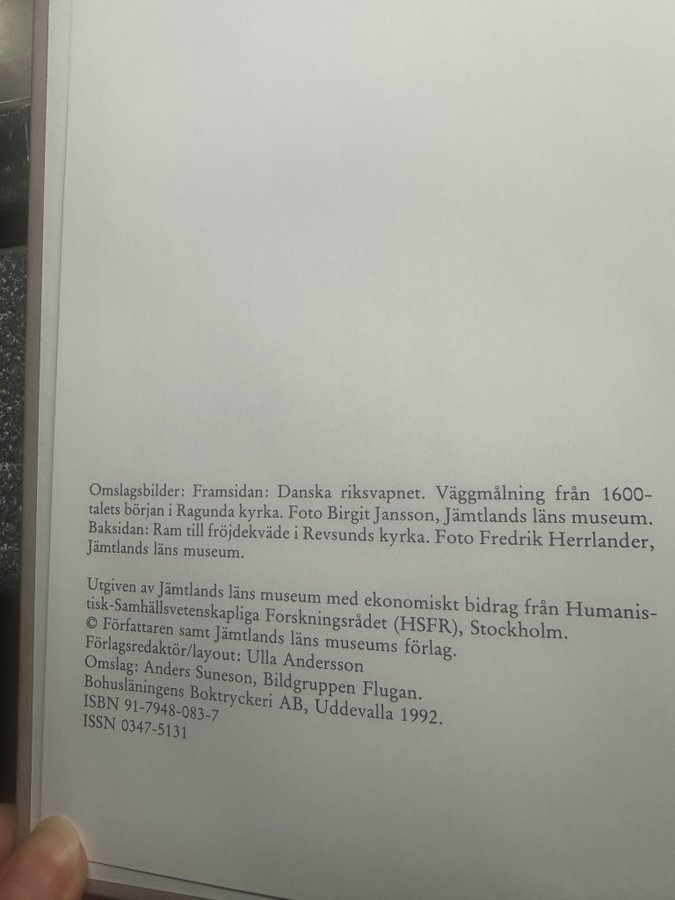 Omslagsbilder: Framsidan: Danska riksvapnet. Väggmålning från 1600-
talets början i Ragunda kyrka. Foto Birgit Jansson, Jämtlands läns museum.
Baksidan: Ram till fröjdekväde i Revsunds kyrka. Foto Fredrik Herrlander,
Jämtlands läns museum.
Utgiven av Jämtlands läns museum med ekonomiskt bidrag från Humanis-
tisk-Samhällsvetenskapliga Forskningsrådet (HSFR), Stockholm.
© Författaren samt Jämtlands läns museums förlag.
Förlagsredaktör/layout: Ulla Andersson
Omslag: Anders Suneson, Bildgruppen Flugan.
Bohusläningens Boktryckeri AB, Uddevalla 1992.
ISBN 91-7948-083-7
ISSN 0347-5131